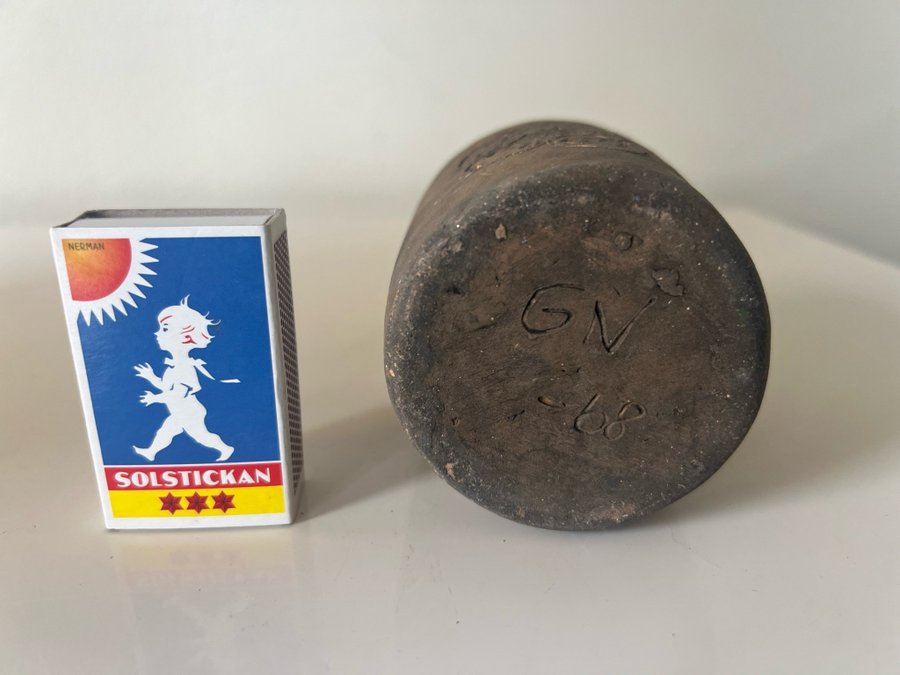 NERMAN
SOLSTICKAN
GN
-68